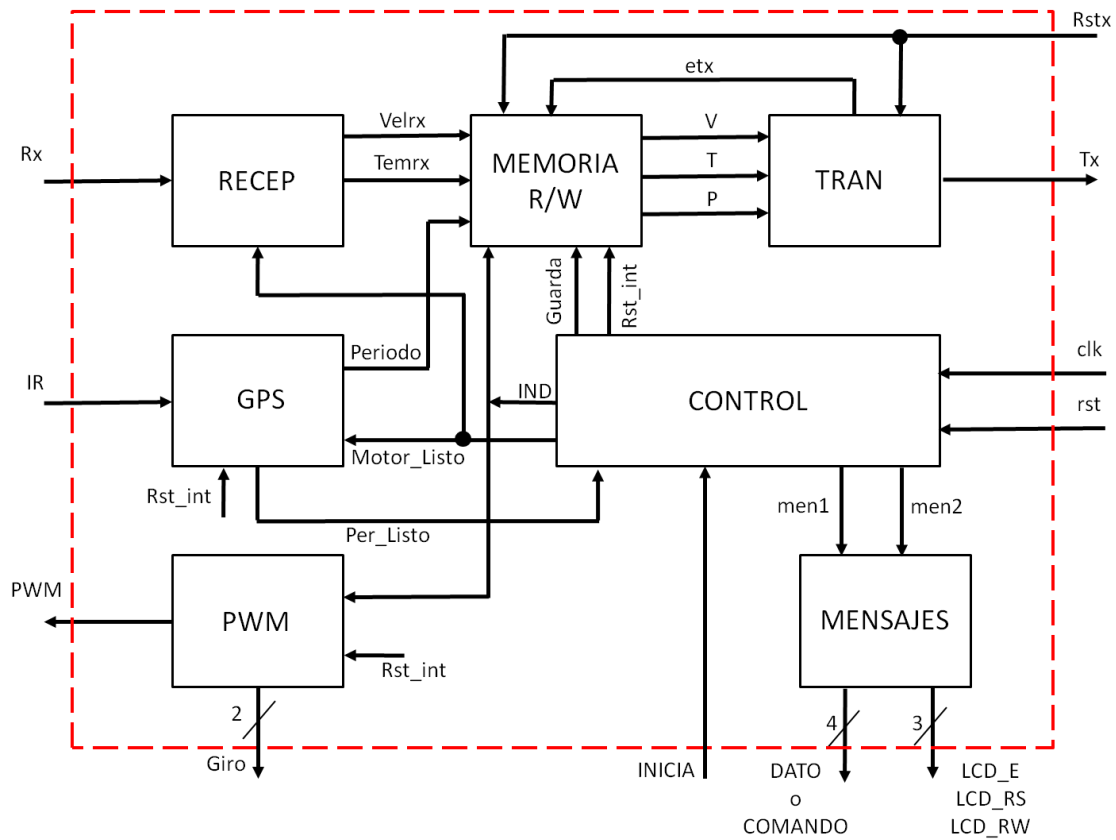 Rstx
etx
Velrx
V
Rx
RECEP
Temrx
MEMORIA
R/W
T
TRAN
Tx
P
Guarda
Rst_int
Periodo
clk
IR
GPS
IND
CONTROL
rst
Motor_Listo
Rst_int
Per_Listo
men1
men2
PWM
PWM
MENSAJES
Rst_int
2
4
3
Giro
INICIA
DATO
o
COMANDO
LCD_E
LCD_RS
LCD_RW